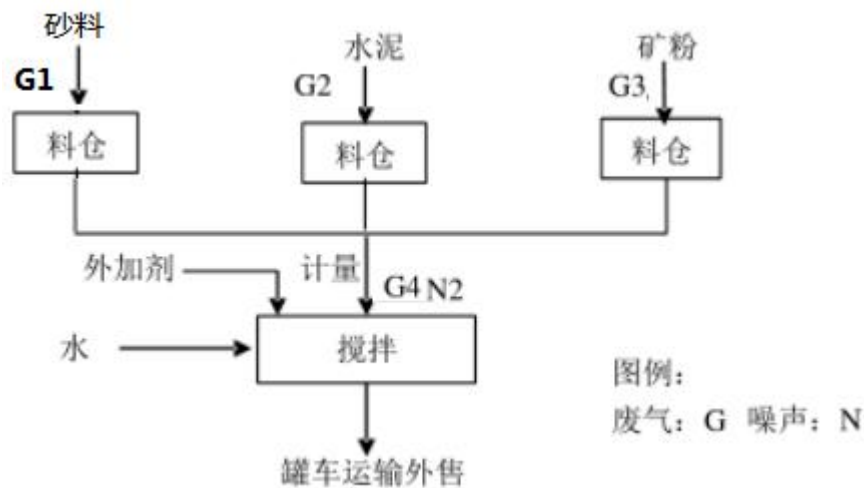 砂料
水泥
矿粉
G1
G2
G3
料仓
料仓
料仓
外加剂
计量
G4 N2
水
搅拌
图例：
废气：G 噪声：N
罐车运输外售